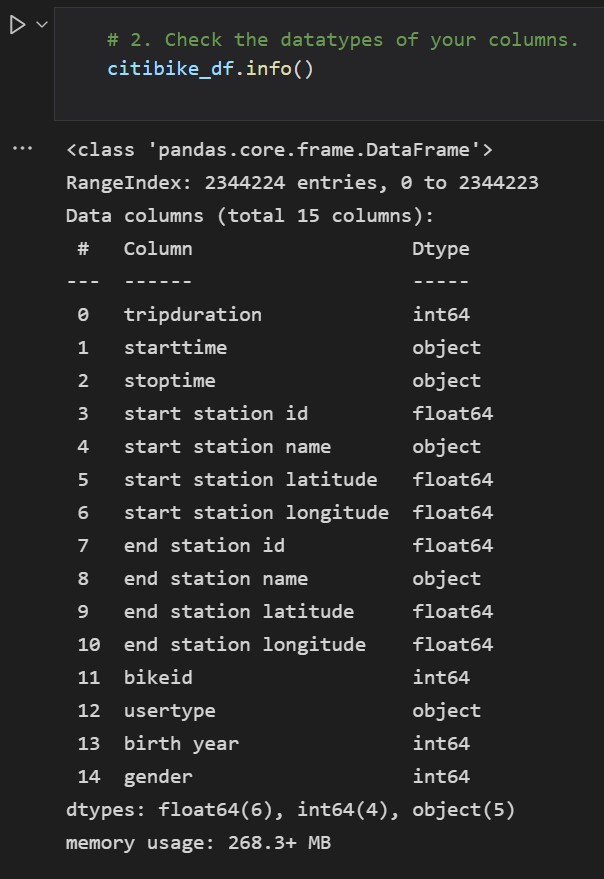 # 2. Check the datatypes of your columns.
citibike_df.info()
<class 'pandas.core.frame.DataFrame'>
RangeIndex: 2344224 entries, 0 to 2344223
Data columns (total 15 columns):
 #   Column                   Dtype
---  ------                   -----
 0   tripduration             int64
 1   starttime                object
 2   stoptime                 object
 3   start station id         float64
 4   start station name       object
 5   start station latitude   float64
 6   start station longitude  float64
 7   end station id           float64
 8   end station name         object
 9   end station latitude     float64
 10  end station longitude    float64
 11  bikeid                   int64
 12  usertype                 object
 13  birth year               int64
 14  gender                   int64
dtypes: float64(6), int64(4), object(5)
memory usage: 268.3+ MB